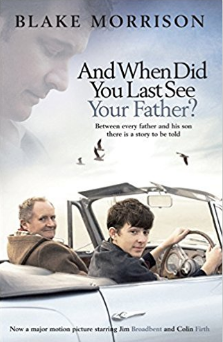 BLAKE MORRISON
And When Did
You Last See
Your Father?
Between every father and his son
there is a story to be told
Now a major motion picture starring Jim Broadbent and Colin Firth